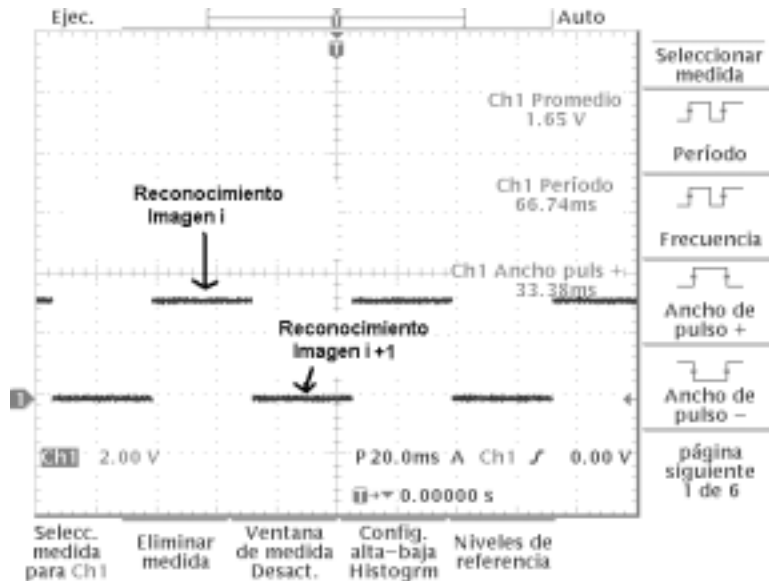 Ejec.
Auto
Seleccionar
medida
Ch1 Promedio
1.65 V
Período
Ch1 Período
66.74ms
Reconocimiento
Imagen i
Frecuencia
Ch1 Ancho puls +
33.38ms
Ancho de
pulso +
Reconocimiento
Imagen i +1
1
Ancho de
pulso −
Ch1 2.00 V P 20.0ms A Ch1 0.00 V
0.00000 s
página
siguiente
1 de 6
Selecc.
medida
para Ch1
Eliminar
medida
Ventana
de medida
Desact.
Config.
alta-baja
Histogrm
Niveles de
referencia